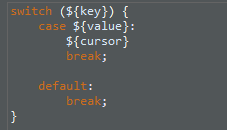 switch (${key}) {
    case ${value}:
        ${cursor}
        break;

    default:
        break;
}